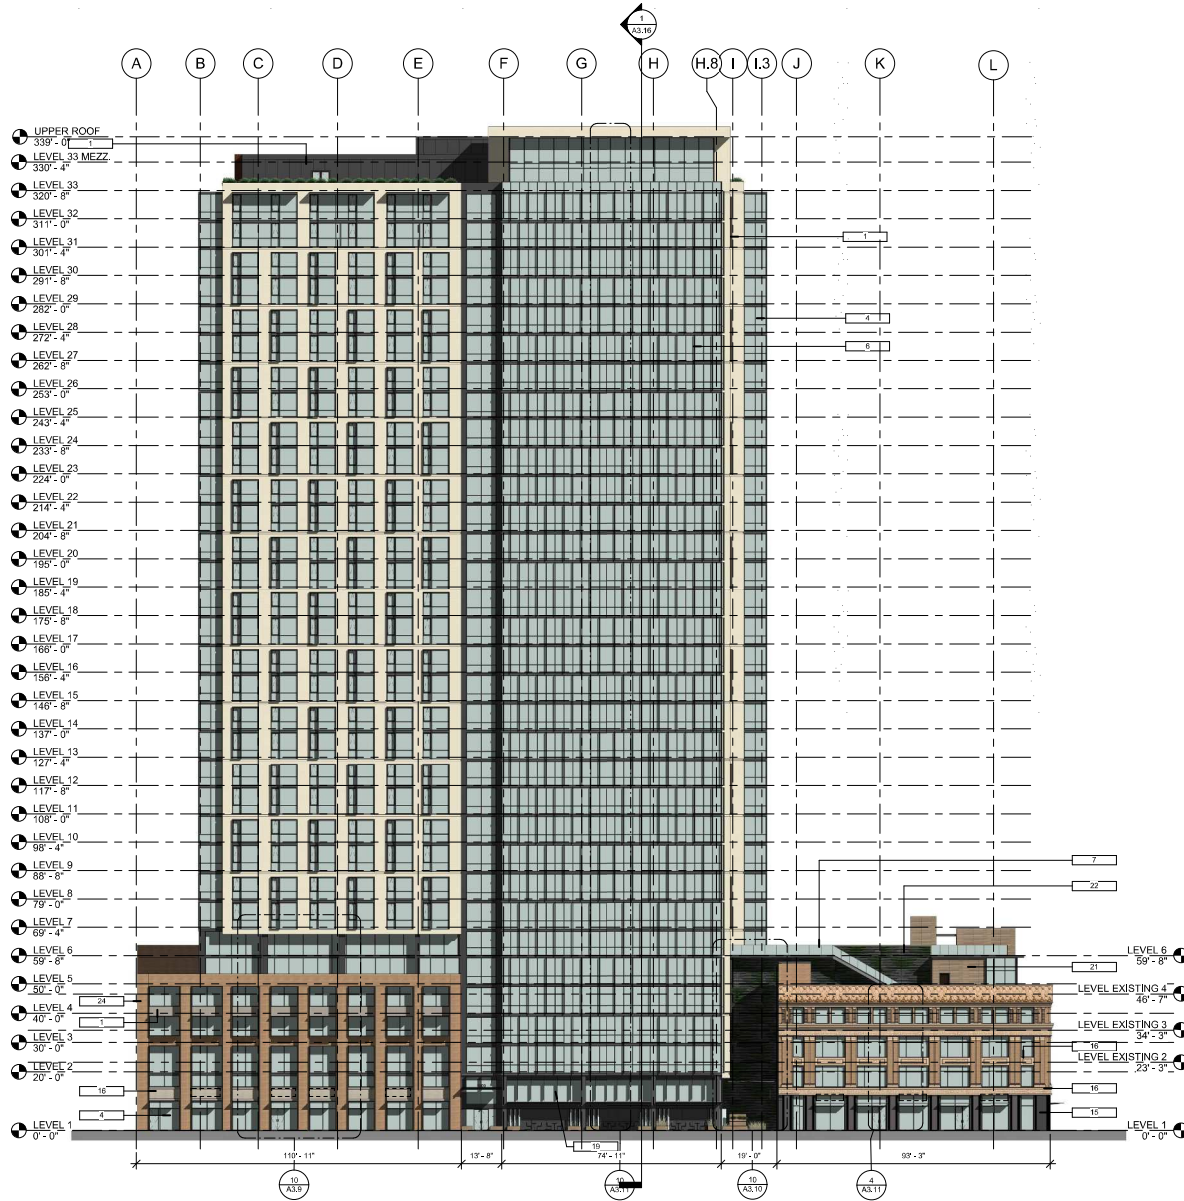 1
A3.16
A B C D E F G H H.8 I I.3 J K L
UPPER ROOF
339' - 0"
1
LEVEL 33 MEZZ.
330' - 4"
LEVEL 33
320' - 8"
LEVEL 32
311' - 0"
LEVEL 31
301' - 4"
1
LEVEL 30
291' - 8"
LEVEL 29
282' - 0"
4
LEVEL 28
272' - 4"
6
LEVEL 27
262' - 8"
LEVEL 26
253' - 0"
LEVEL 25
243' - 4"
LEVEL 24
233' - 8"
LEVEL 23
224' - 0"
LEVEL 22
214' - 4"
LEVEL 21
204' - 8"
LEVEL 20
195' - 0"
LEVEL 19
185' - 4"
LEVEL 18
175' - 8"
LEVEL 17
166' - 0"
LEVEL 16
156' - 4"
LEVEL 15
146' - 8"
LEVEL 14
137' - 0"
LEVEL 13
127' - 4"
LEVEL 12
117' - 8"
LEVEL 11
108' - 0"
LEVEL 10
98' - 4"
LEVEL 9
88' - 8"
7
LEVEL 8
79' - 0"
22
LEVEL 7
69' - 4"
LEVEL 6
59' - 8"
LEVEL 6
59' - 8"
21
LEVEL 5
50' - 0"
24
LEVEL EXISTING 4
46' - 7"
LEVEL 4
40' - 0"
1
LEVEL EXISTING 3
34' - 3"
LEVEL 3
30' - 0"
16
LEVEL EXISTING 2
23' - 3"
LEVEL 2
20' - 0"
16
16
4
15
LEVEL 1
0' - 0"
LEVEL 1
0' - 0"
19
110' - 11" 13' - 8" 74' - 11" 19' - 0" 93' - 3"
10
A3.9
10
A3.11
10
A3.10
4
A3.11